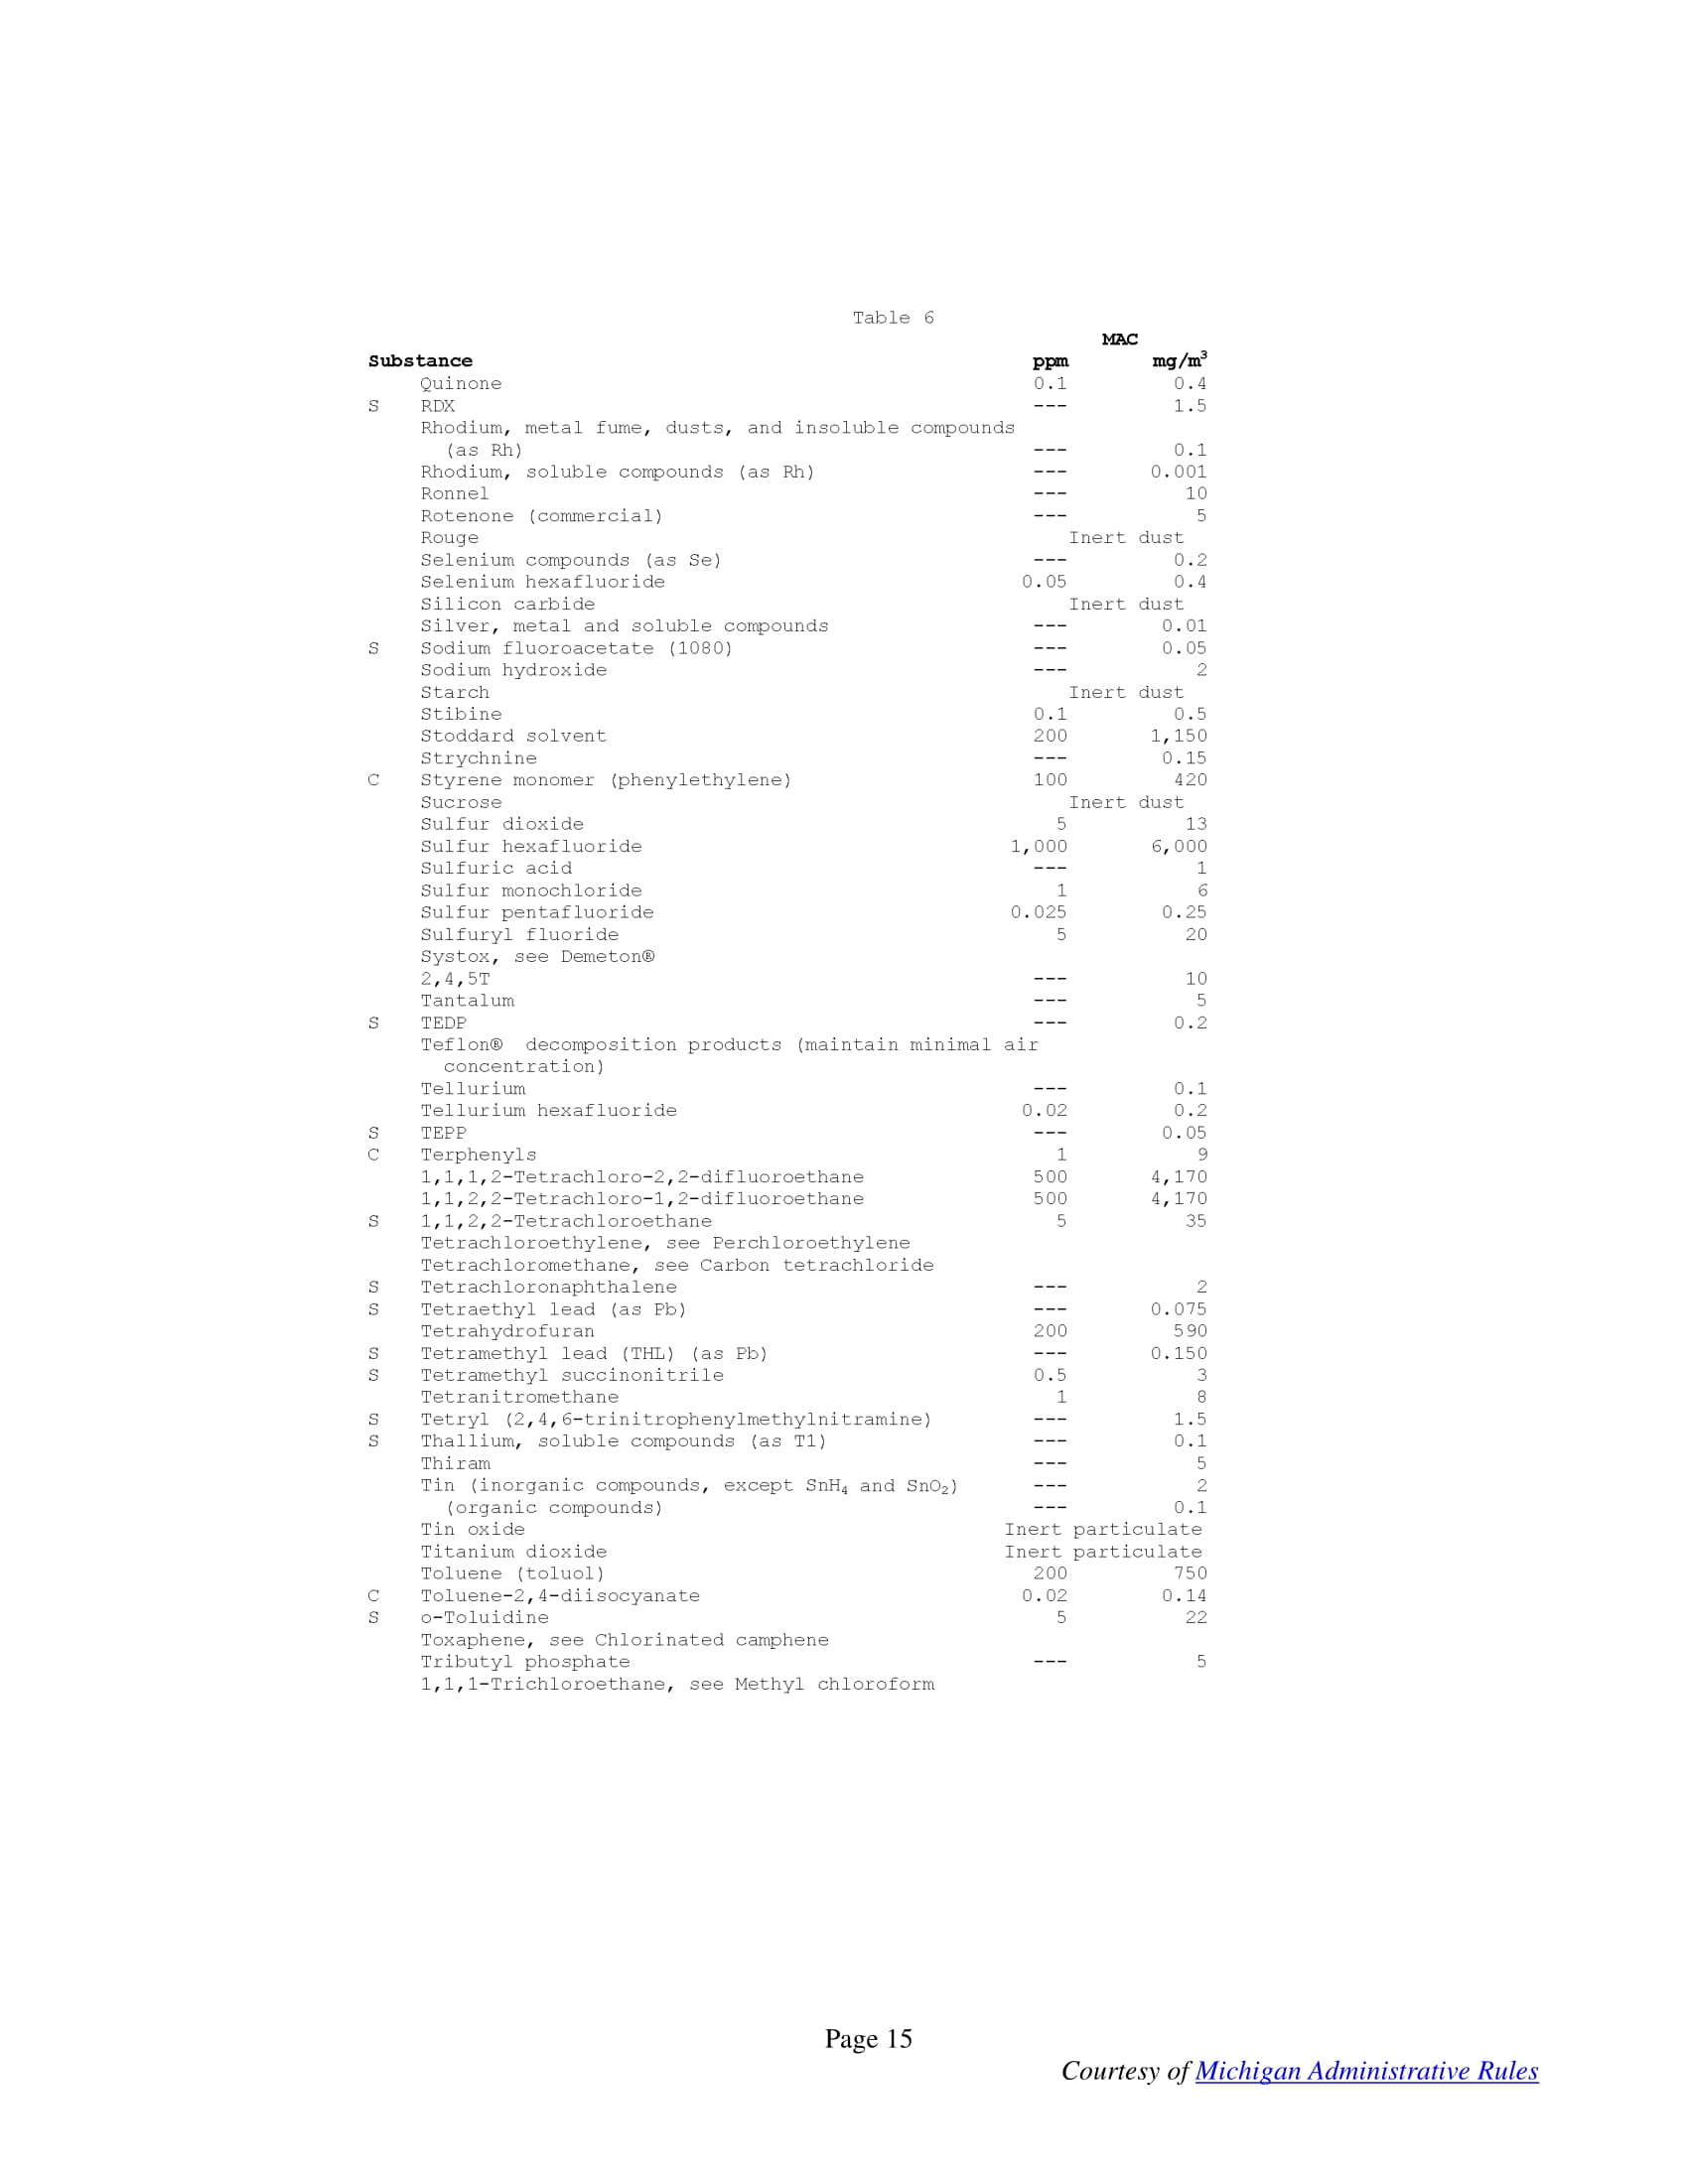 Table 6
MAC
Substance ppm mg/m³
Quinone 0.1 0.4
S RDX --- 1.5
Rhodium, metal fume, dusts, and insoluble compounds
(as Rh) --- 0.1
Rhodium, soluble compounds (as Rh) --- 0.001
Ronnel --- 10
Rotenone (commercial) --- 5
Rouge Inert dust
Selenium compounds (as Se) --- 0.2
Selenium hexafluoride 0.05 0.4
Silicon carbide Inert dust
Silver, metal and soluble compounds --- 0.01
S Sodium fluoroacetate (1080) --- 0.05
Sodium hydroxide --- 2
Starch Inert dust
Stibine 0.1 0.5
Stoddard solvent 200 1,150
Strychnine --- 0.15
C Styrene monomer (phenylethylene) 100 420
Sucrose Inert dust
Sulfur dioxide 5 13
Sulfur hexafluoride 1,000 6,000
Sulfuric acid --- 1
Sulfur monochloride 1 6
Sulfur pentafluoride 0.025 0.25
Sulfuryl fluoride 5 20
Systox, see Demeton®
2,4,5T --- 10
Tantalum --- 5
S TEDP --- 0.2
Teflon® decomposition products (maintain minimal air
concentration)
Tellurium --- 0.1
Tellurium hexafluoride 0.02 0.2
S TEPP --- 0.05
C Terphenyls 1 9
1,1,1,2-Tetrachloro-2,2-difluoroethane 500 4,170
1,1,2,2-Tetrachloro-1,2-difluoroethane 500 4,170
S 1,1,2,2-Tetrachloroethane 5 35
Tetrachloroethylene, see Perchloroethylene
Tetrachloromethane, see Carbon tetrachloride
S Tetrachloronaphthalene --- 2
S Tetraethyl lead (as Pb) --- 0.075
Tetrahydrofuran 200 590
S Tetramethyl lead (THL) (as Pb) --- 0.150
S Tetramethyl succinonitrile 0.5 3
Tetranitromethane 1 8
S Tetryl (2,4,6-trinitrophenylmethylnitramine) --- 1.5
S Thallium, soluble compounds (as T1) --- 0.1
Thiram --- 5
Tin (inorganic compounds, except SnH₄ and SnO₂) --- 2
(organic compounds) --- 0.1
Tin oxide Inert particulate
Titanium dioxide Inert particulate
Toluene (toluol) 200 750
C Toluene-2,4-diisocyanate 0.02 0.14
S o-Toluidine 5 22
Toxaphene, see Chlorinated camphene
Tributyl phosphate --- 5
1,1,1-Trichloroethane, see Methyl chloroform
Page 15
Courtesy of Michigan Administrative Rules